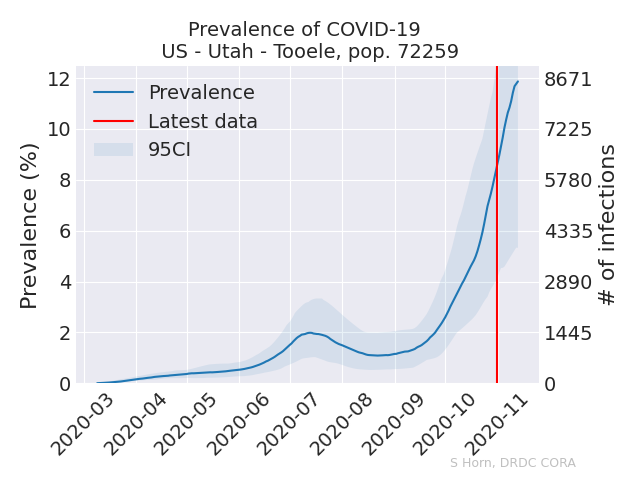 Prevalence of COVID-19
US - Utah - Tooele, pop. 72259
Prevalence
Latest data
95CI
Prevalence (%)
12
10
8
6
4
2
0
8671
7225
5780
4335
2890
1445
0
# of infections
2020-03
2020-04
2020-05
2020-06
2020-07
2020-08
2020-09
2020-10
2020-11
S Horn, DRDC CORA